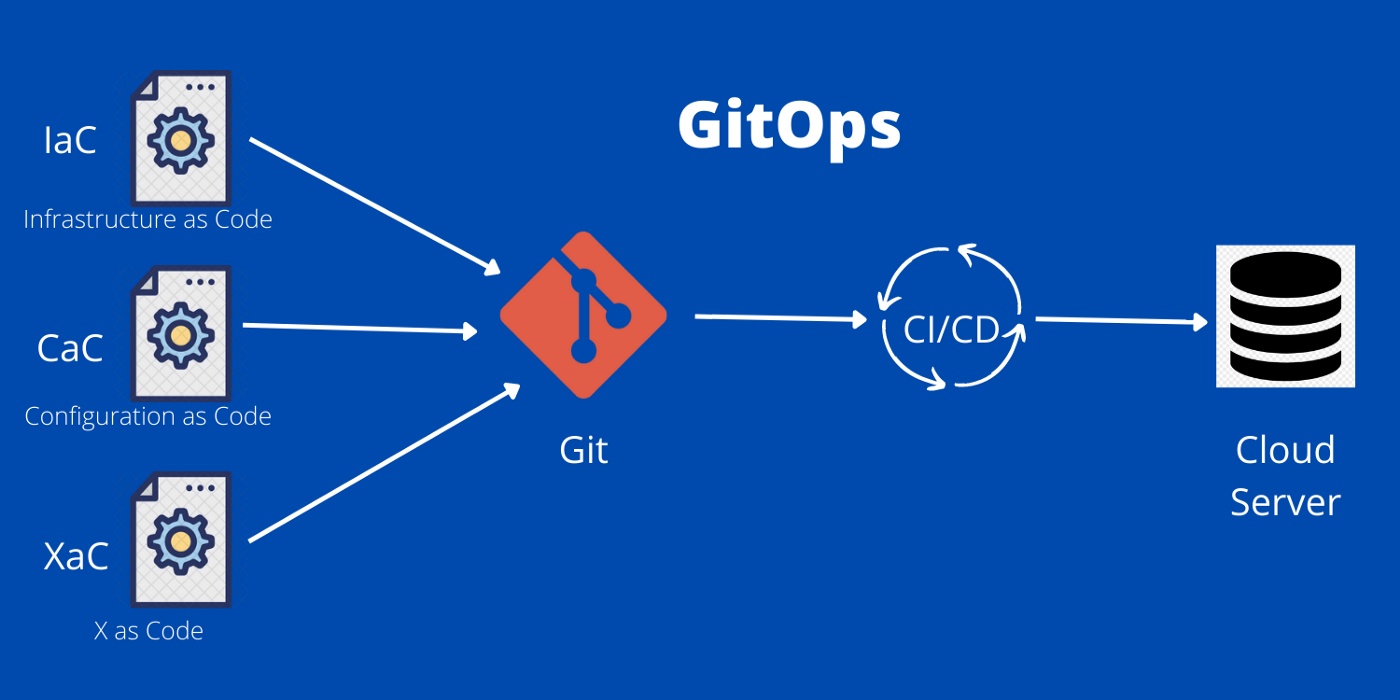 GitOps
IaC
Infrastructure as Code
CaC
Configuration as Code
XaC
X as Code
Git
CI/CD
Cloud
Server